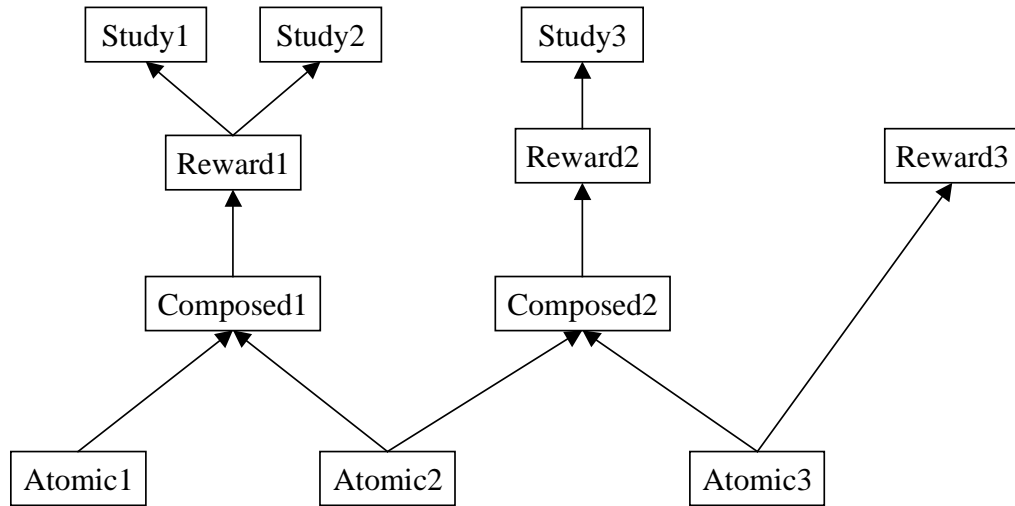 Study1
Study2
Study3
Reward1
Reward2
Reward3
Composed1
Composed2
Atomic1
Atomic2
Atomic3